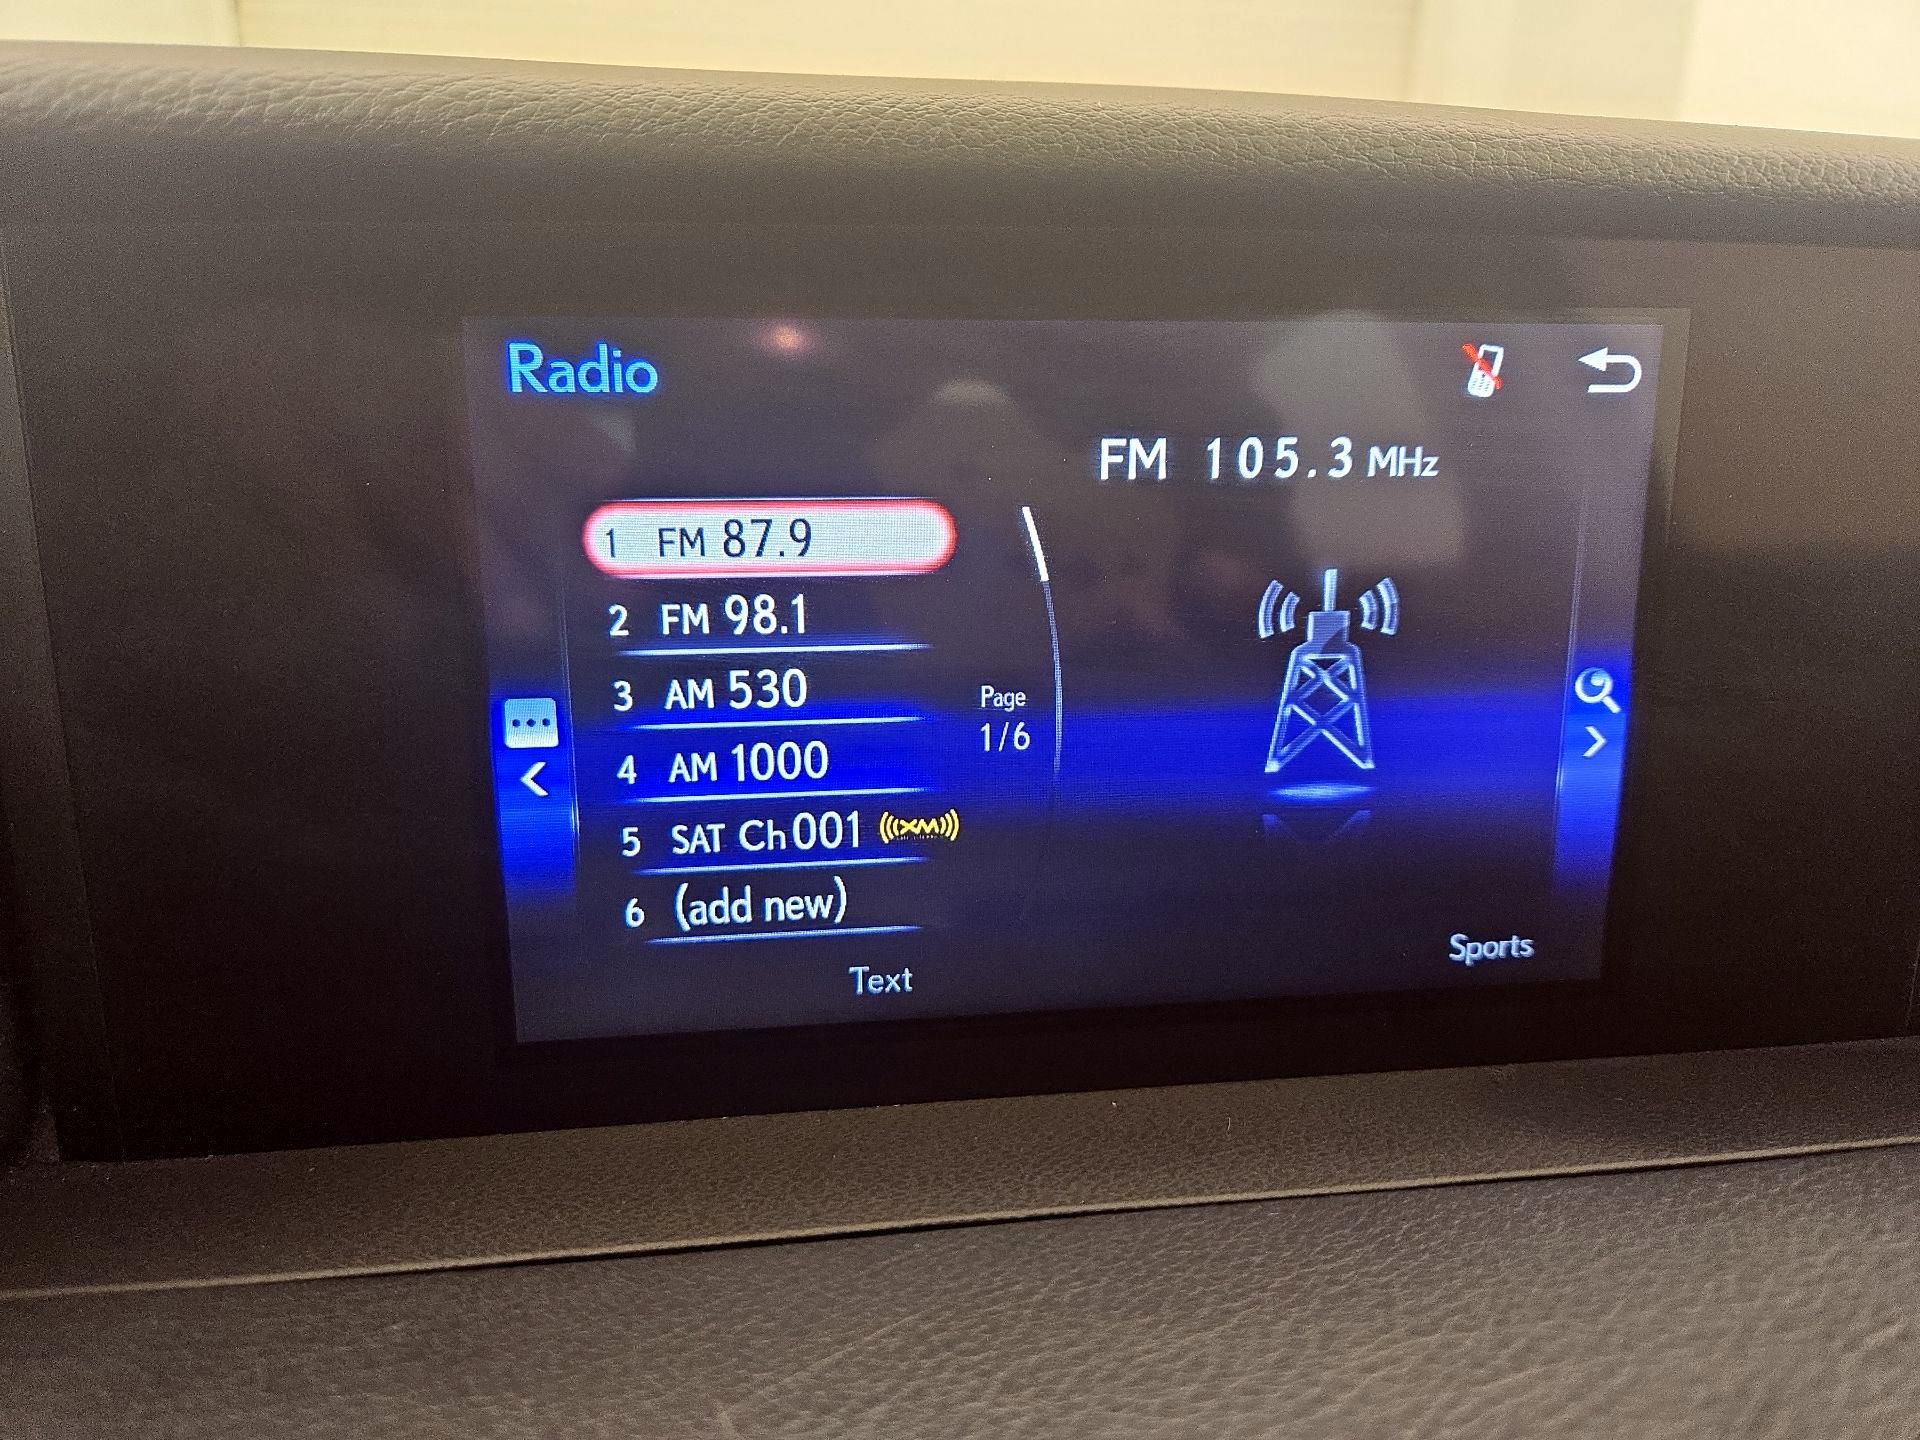 Radio
FM 105.3 MHz
1 FM 87.9
2 FM 98.1
3 AM 530
4 AM 1000
5 SAT Ch001 XM
6 (add new)
Page
1/6
Text
Sports